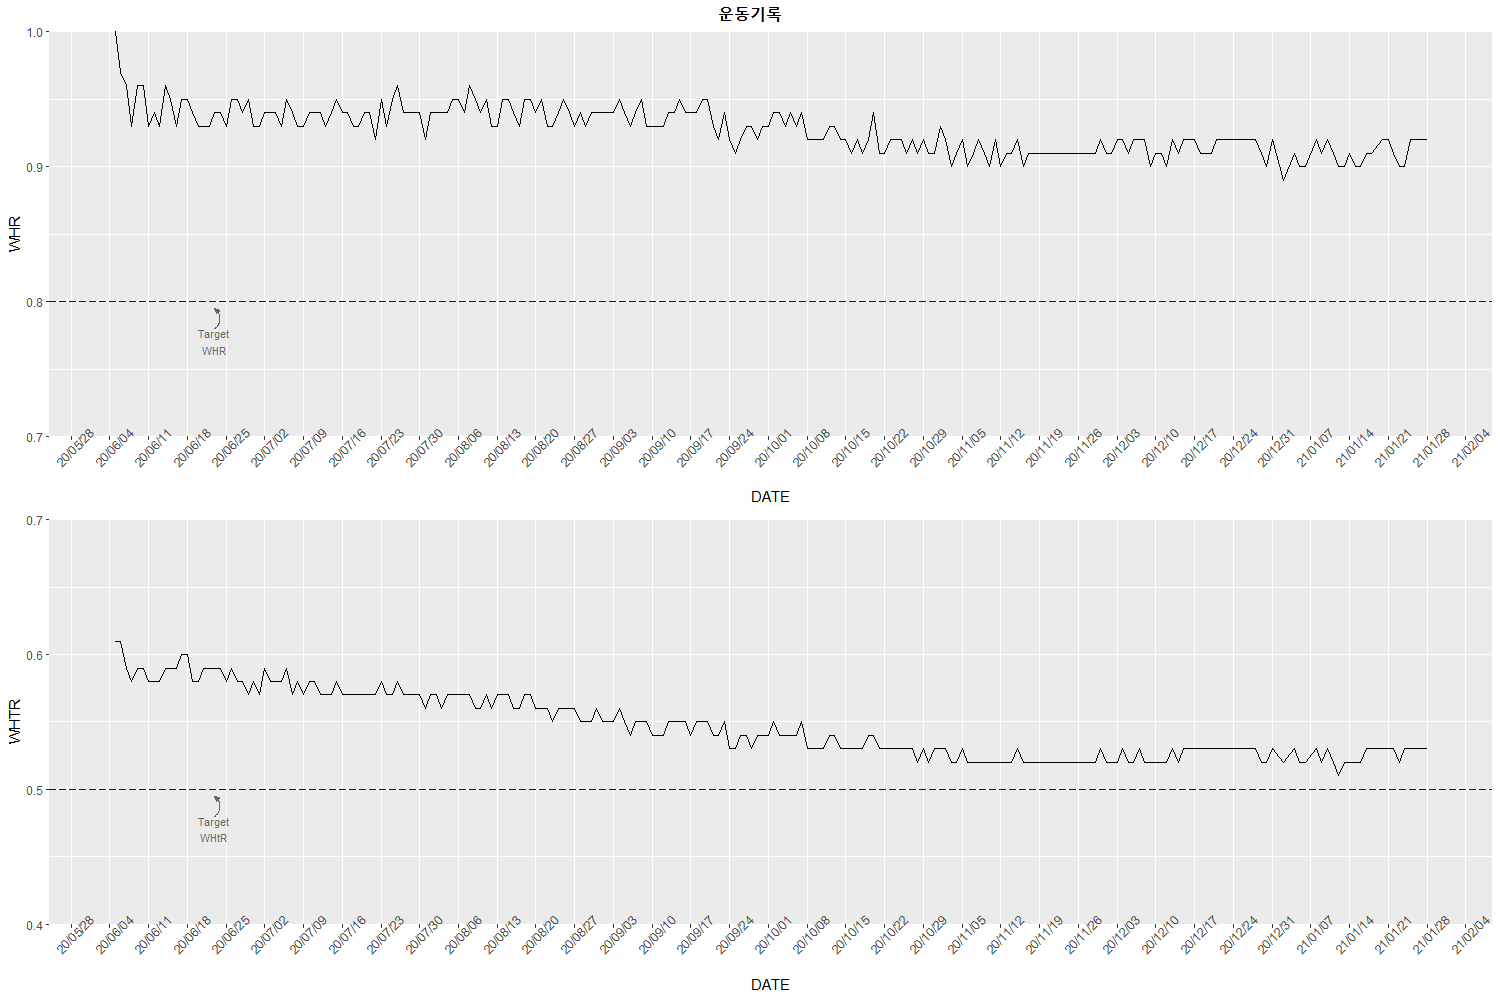 운동기록
1.0
0.9
0.8
0.7
WHR
Target
WHR
20/05/28 20/06/04 20/06/11 20/06/18 20/06/25 20/07/02 20/07/09 20/07/16 20/07/23 20/07/30 20/08/06 20/08/13 20/08/20 20/08/27 20/09/03 20/09/10 20/09/17 20/09/24 20/10/01 20/10/08 20/10/15 20/10/22 20/10/29 20/11/05 20/11/12 20/11/19 20/11/26 20/12/03 20/12/10 20/12/17 20/12/24 20/12/31 21/01/07 21/01/14 21/01/21 21/01/28 21/02/04
DATE
0.7
0.6
0.5
0.4
WHTR
Target
WHtR
20/05/28 20/06/04 20/06/11 20/06/18 20/06/25 20/07/02 20/07/09 20/07/16 20/07/23 20/07/30 20/08/06 20/08/13 20/08/20 20/08/27 20/09/03 20/09/10 20/09/17 20/09/24 20/10/01 20/10/08 20/10/15 20/10/22 20/10/29 20/11/05 20/11/12 20/11/19 20/11/26 20/12/03 20/12/10 20/12/17 20/12/24 20/12/31 21/01/07 21/01/14 21/01/21 21/01/28 21/02/04
DATE